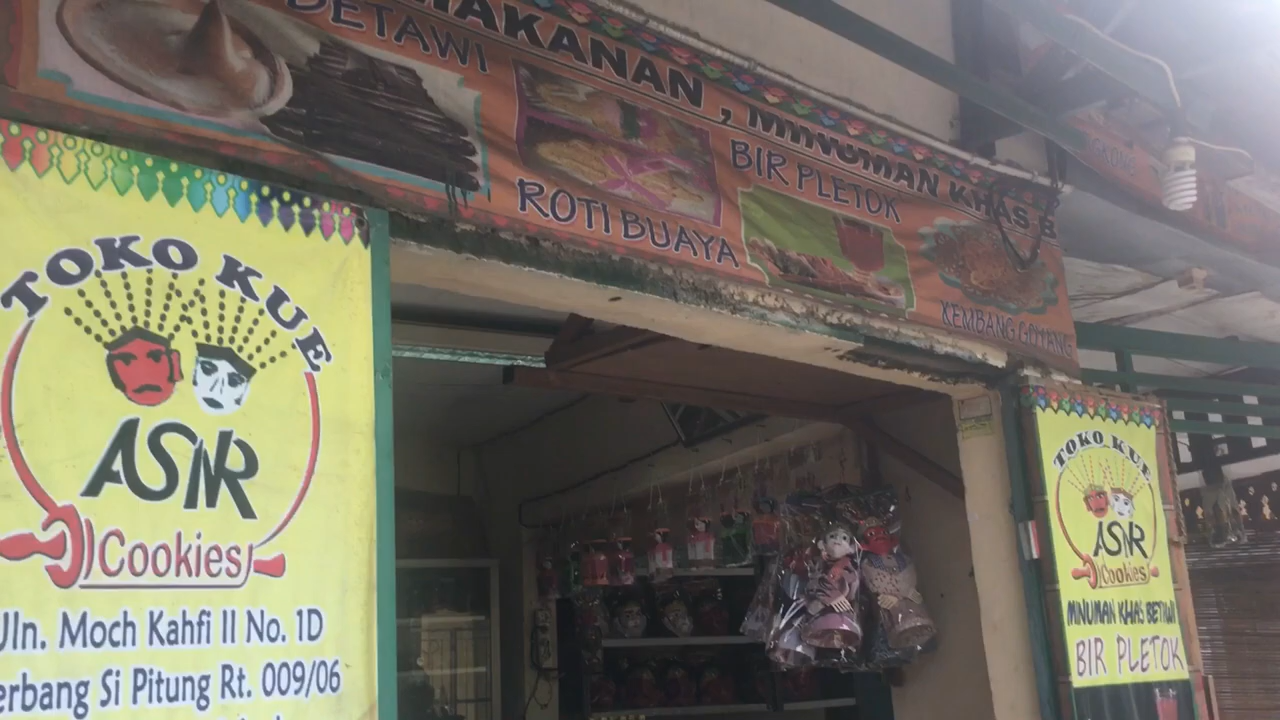 BETAWI
MAKANAN , MINUMAN KHAS B
ROTI BUAYA
BIR PLETOK
KEMBANG GOYANG
TOKO KUE
ASNR
Cookies
Jln. Moch Kahfi II No. 1D
erbang Si Pitung Rt. 009/06
TOKO KUE
ASNR
Cookies
MINUMAN KHAS BETAWI
BIR PLETOK